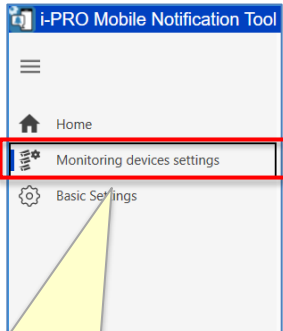 i-PRO Mobile Notification Tool
Home
Monitoring devices settings
Basic Settings